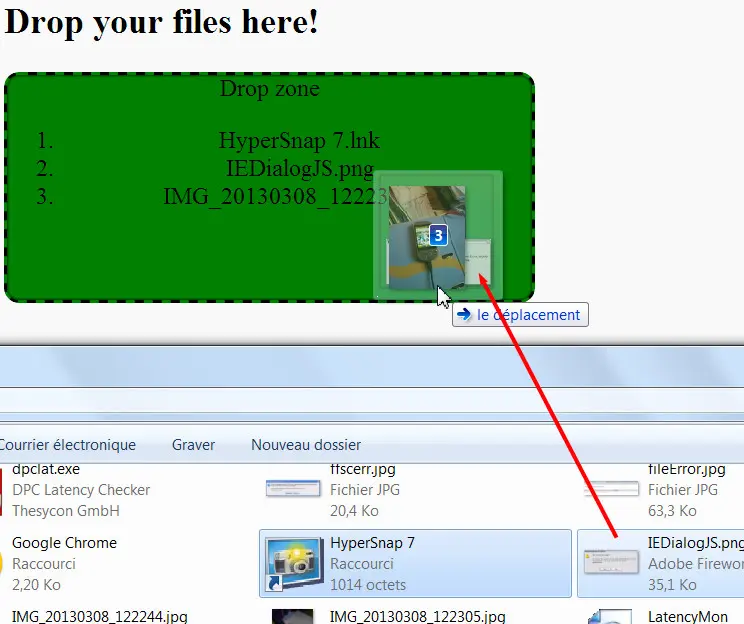 Drop your files here!
Drop zone
1. HyperSnap 7.lnk
2. IEDialogJS.png
3. IMG_20130308_12223
3
le déplacement
Courrier électronique Graver Nouveau dossier
dpclat.exe
DPC Latency Checker
Thesycon GmbH
ffscerr.jpg
Fichier JPG
20,4 Ko
fileError.jpg
Fichier JPG
63,3 Ko
Google Chrome
Raccourci
2,20 Ko
HyperSnap 7
Raccourci
1014 octets
IEDialogJS.png
Adobe Firewor
35,1 Ko
IMG_20130308_122244.jpg
IMG_20130308_122305.jpg
LatencyMon